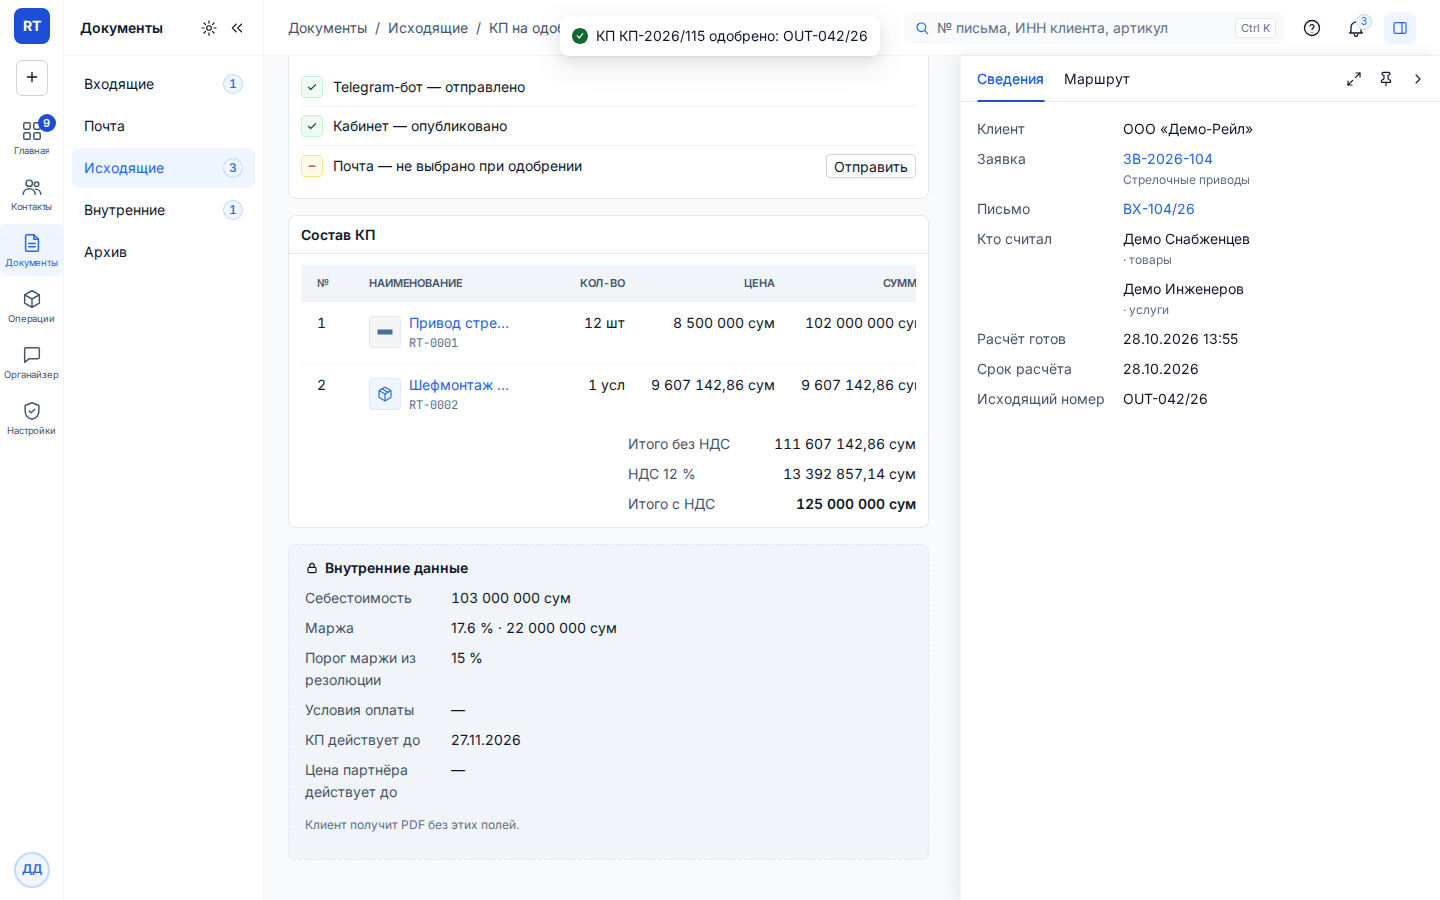 RT
Документы
Документы / Исходящие / КП на одоб
КП КП-2026/115 одобрено: OUT-042/26
№ письма, ИНН клиента, артикул
Ctrl K
3
9
Главная
Контакты
Документы
Операции
Органайзер
Настройки
ДД
Входящие 1
Почта
Исходящие 3
Внутренние 1
Архив
Telegram-бот — отправлено
Кабинет — опубликовано
Почта — не выбрано при одобрении
Отправить
Состав КП
№ НАИМЕНОВАНИЕ КОЛ-ВО ЦЕНА СУММ
1 Привод стре... 12 шт 8 500 000 сум 102 000 000 сум
RT-0001
2 Шефмонтаж ... 1 усл 9 607 142,86 сум 9 607 142,86 сум
RT-0002
Итого без НДС 111 607 142,86 сум
НДС 12 % 13 392 857,14 сум
Итого с НДС 125 000 000 сум
Внутренние данные
Себестоимость 103 000 000 сум
Маржа 17.6 % · 22 000 000 сум
Порог маржи из резолюции 15 %
Условия оплаты —
КП действует до 27.11.2026
Цена партнёра действует до —
Клиент получит PDF без этих полей.
Сведения Маршрут
Клиент ООО «Демо-Рейл»
Заявка ЗВ-2026-104
Стрелочные приводы
Письмо ВХ-104/26
Кто считал Демо Снабженцев
· товары
Демо Инженеров
· услуги
Расчёт готов 28.10.2026 13:55
Срок расчёта 28.10.2026
Исходящий номер OUT-042/26